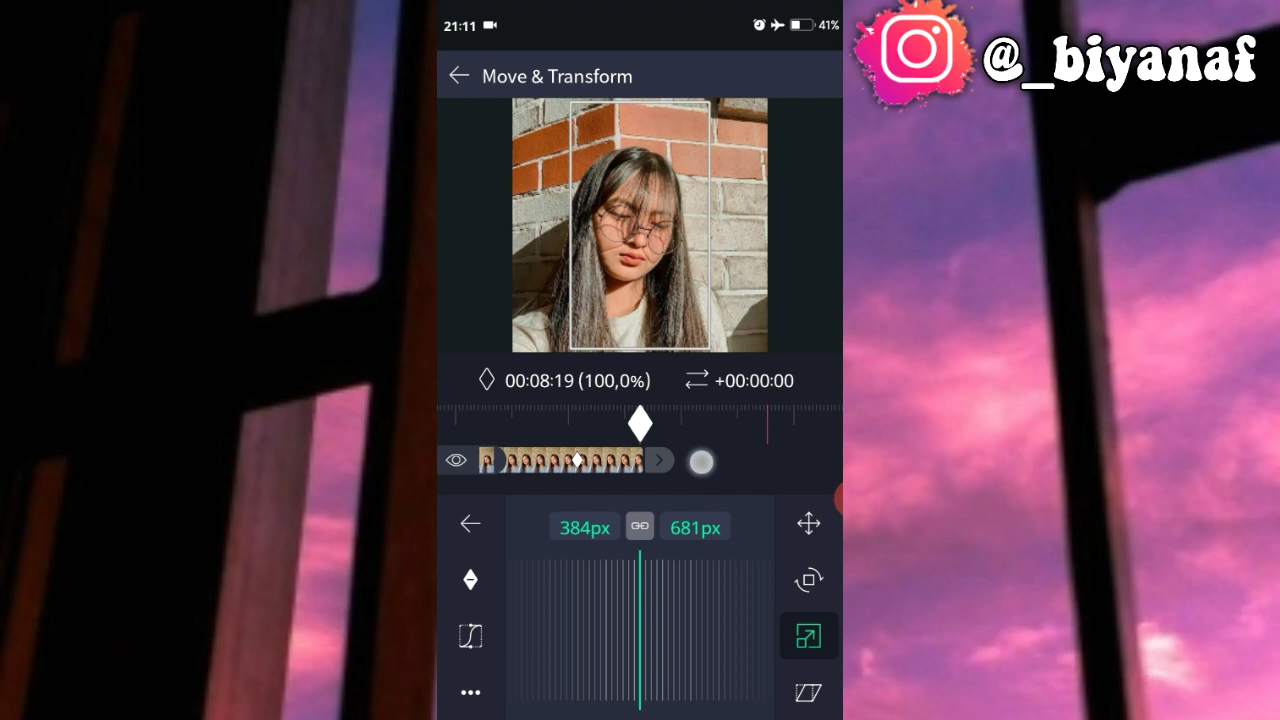 21:11
41%
@_biyanaf
Move & Transform
00:08:19 (100,0%)
+00:00:00
384px
681px